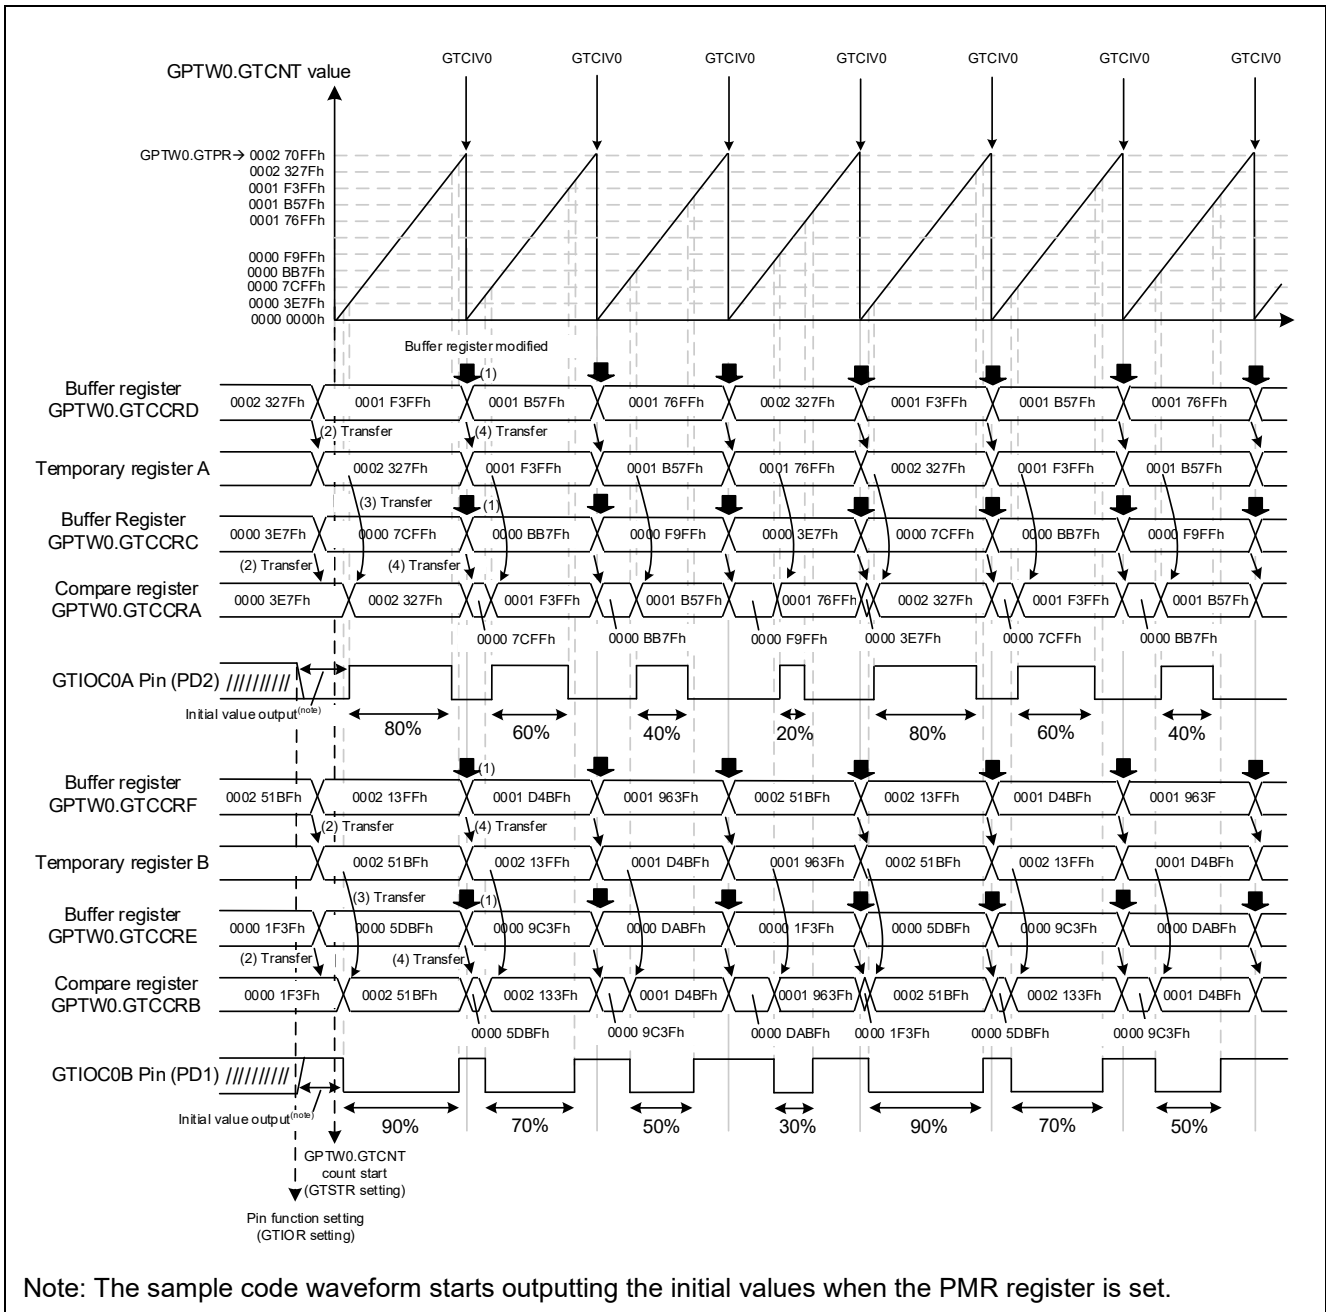 GTCIV0 GTCIV0 GTCIV0 GTCIV0 GTCIV0 GTCIV0 GTCIV0
GPTW0.GTCNT value
GPTW0.GTPR→ 0002 70FFh
0002 327Fh
0001 F3FFh
0001 B57Fh
0001 76FFh
0000 F9FFh
0000 BB7Fh
0000 7CFFh
0000 3E7Fh
0000 0000h
Buffer register modified
(1)
Buffer register
GPTW0.GTCCRD
0002 327Fh 0001 F3FFh 0001 B57Fh 0001 76FFh 0002 327Fh 0001 F3FFh 0001 B57Fh 0001 76FFh
(2) Transfer (4) Transfer
Temporary register A 0002 327Fh 0001 F3FFh 0001 B57Fh 0001 76FFh 0002 327Fh 0001 F3FFh 0001 B57Fh
(3) Transfer (1)
Buffer Register
GPTW0.GTCCRC
0000 3E7Fh 0000 7CFFh 0000 BB7Fh 0000 F9FFh 0000 3E7Fh 0000 7CFFh 0000 BB7Fh 0000 F9FFh
(2) Transfer (4) Transfer
Compare register
GPTW0.GTCCRA
0000 3E7Fh 0002 327Fh 0001 F3FFh 0001 B57Fh 0001 76FFh 0002 327Fh 0001 F3FFh 0001 B57Fh
0000 7CFFh 0000 BB7Fh 0000 F9FFh 0000 3E7Fh 0000 7CFFh 0000 BB7Fh
GTIOC0A Pin (PD2)
Initial value output(note)
80% 60% 40% 20% 80% 60% 40%
(1)
Buffer register
GPTW0.GTCCRF
0002 51BFh 0002 13FFh 0001 D4BFh 0001 963Fh 0002 51BFh 0002 13FFh 0001 D4BFh 0001 963F
(2) Transfer (4) Transfer
Temporary register B 0002 51BFh 0002 13FFh 0001 D4BFh 0001 963Fh 0002 51BFh 0002 13FFh 0001 D4BFh
(3) Transfer (1)
Buffer register
GPTW0.GTCCRE
0000 1F3Fh 0000 5DBFh 0000 9C3Fh 0000 DABFh 0000 1F3Fh 0000 5DBFh 0000 9C3Fh 0000 DABFh
(2) Transfer (4) Transfer
Compare register
GPTW0.GTCCRB
0000 1F3Fh 0002 51BFh 0002 133Fh 0001 D4BFh 0001 963Fh 0002 51BFh 0002 133Fh 0001 D4BFh
0000 5DBFh 0000 9C3Fh 0000 DABFh 0000 1F3Fh 0000 5DBFh 0000 9C3Fh
GTIOC0B Pin (PD1)
Initial value output(note)
90% 70% 50% 30% 90% 70% 50%
GPTW0.GTCNT
count start
(GTSTR setting)
Pin function setting
(GTIOR setting)
Note: The sample code waveform starts outputting the initial values when the PMR register is set.